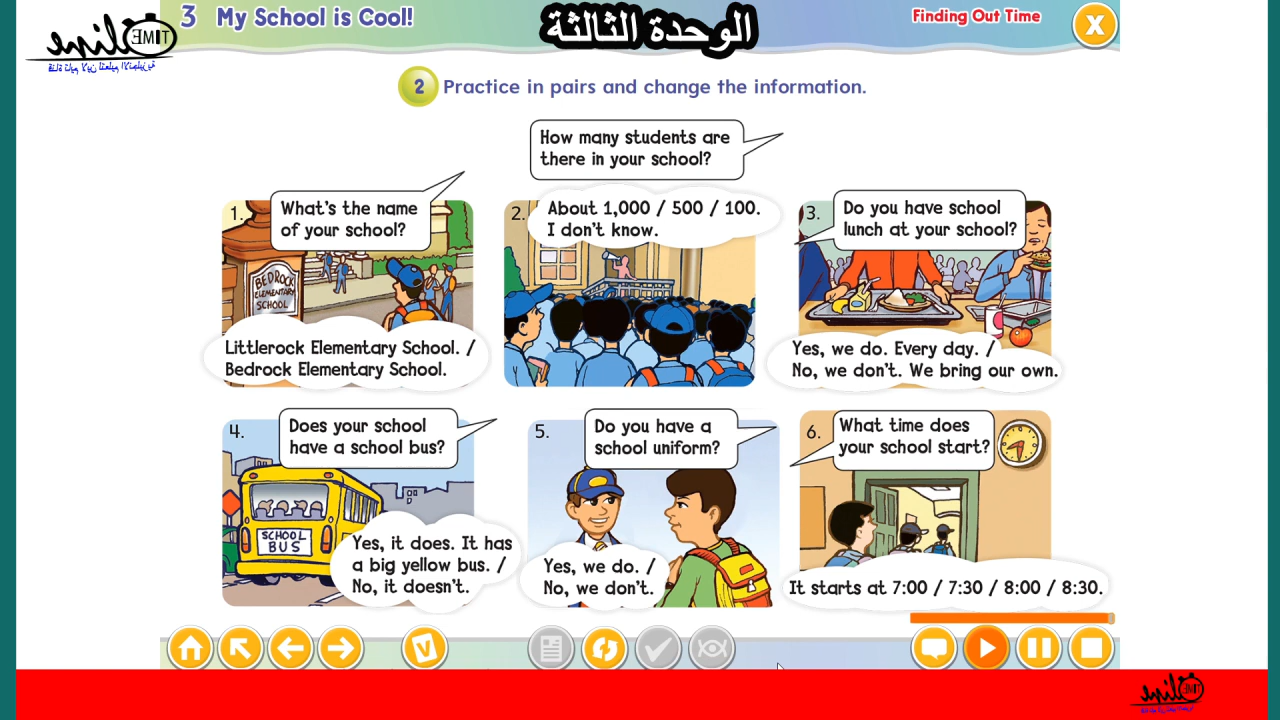 3 My School is Cool!
الوحدة الثالثة
Finding Out Time
X
TIME line
2 Practice in pairs and change the information.
How many students are
there in your school?
1.
What's the name
of your school?
BEDROCK
ELEMENTARY
SCHOOL
Littlerock Elementary School. /
Bedrock Elementary School.
2.
About 1,000 / 500 / 100.
I don't know.
3.
Do you have school
lunch at your school?
Yes, we do. Every day. /
No, we don't. We bring our own.
4.
Does your school
have a school bus?
SCHOOL
BUS
Yes, it does. It has
a big yellow bus. /
No, it doesn't.
5.
Do you have a
school uniform?
Yes, we do. /
No, we don't.
6.
What time does
your school start?
It starts at 7:00 / 7:30 / 8:00 / 8:30.
V
TIME line